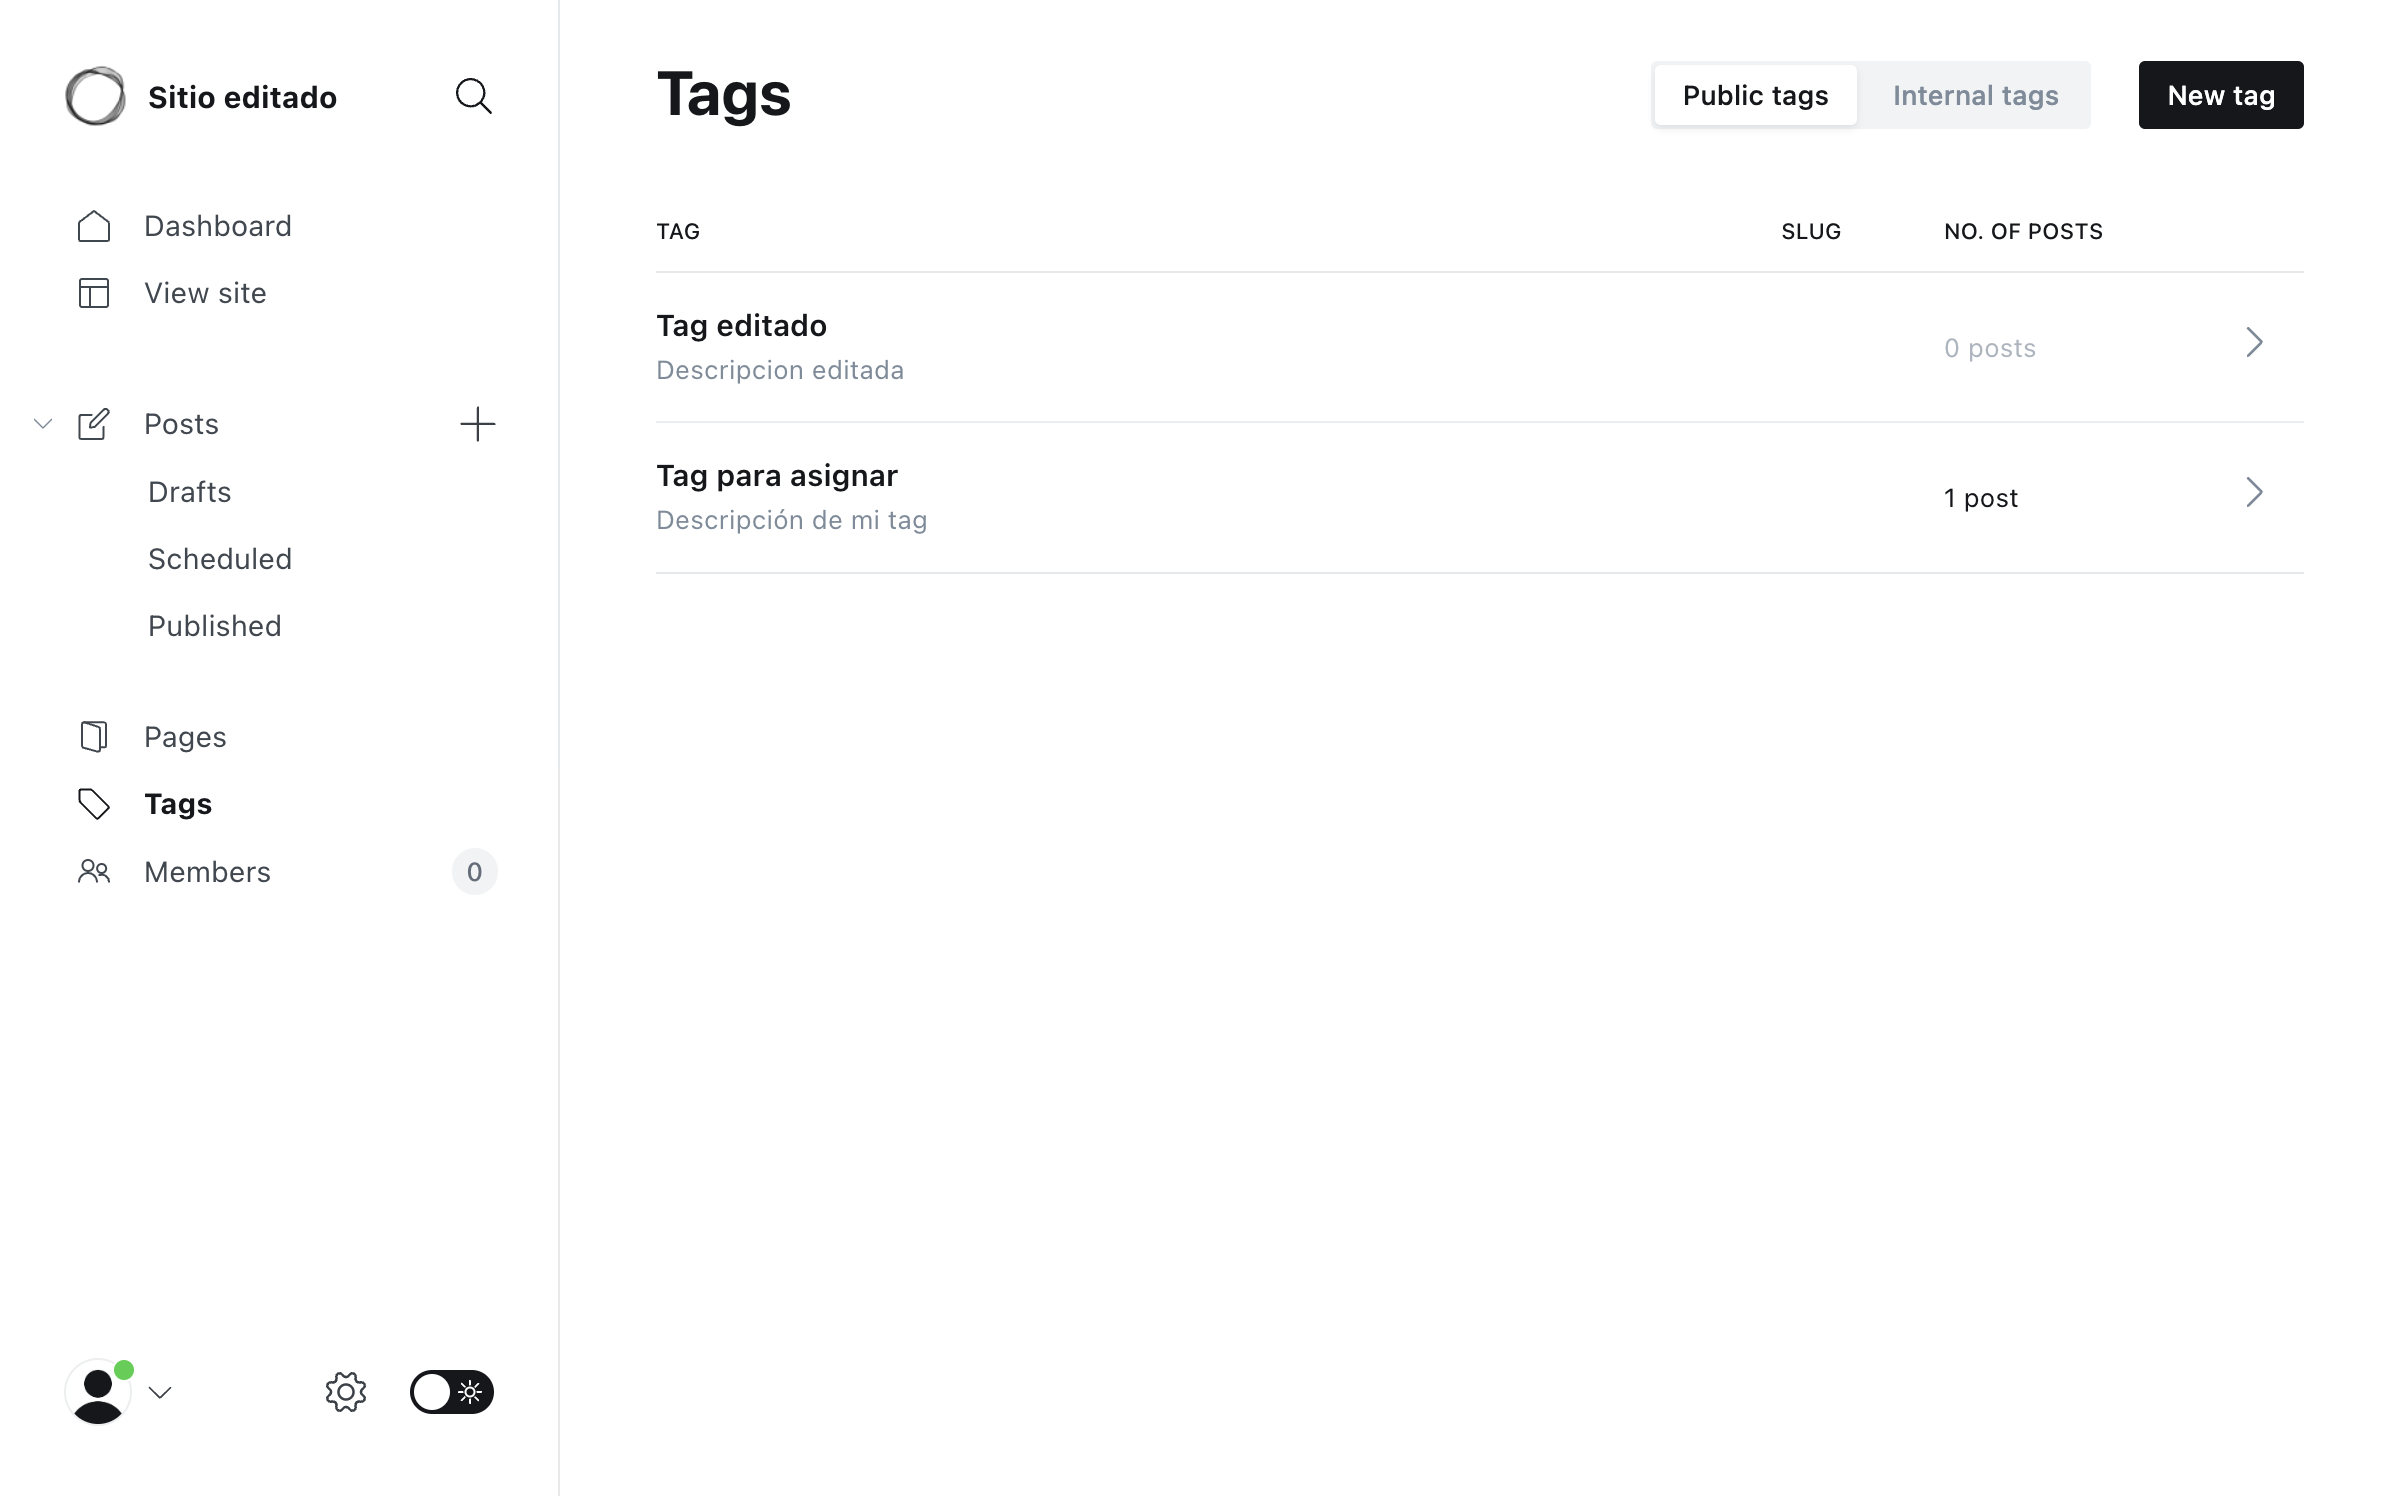 Sitio editado
Dashboard
View site
Posts
Drafts
Scheduled
Published
Pages
Tags
Members
0
Tags
Public tags
Internal tags
New tag
TAG
SLUG
NO. OF POSTS
Tag editado
Descripcion editada
0 posts
Tag para asignar
Descripción de mi tag
1 post